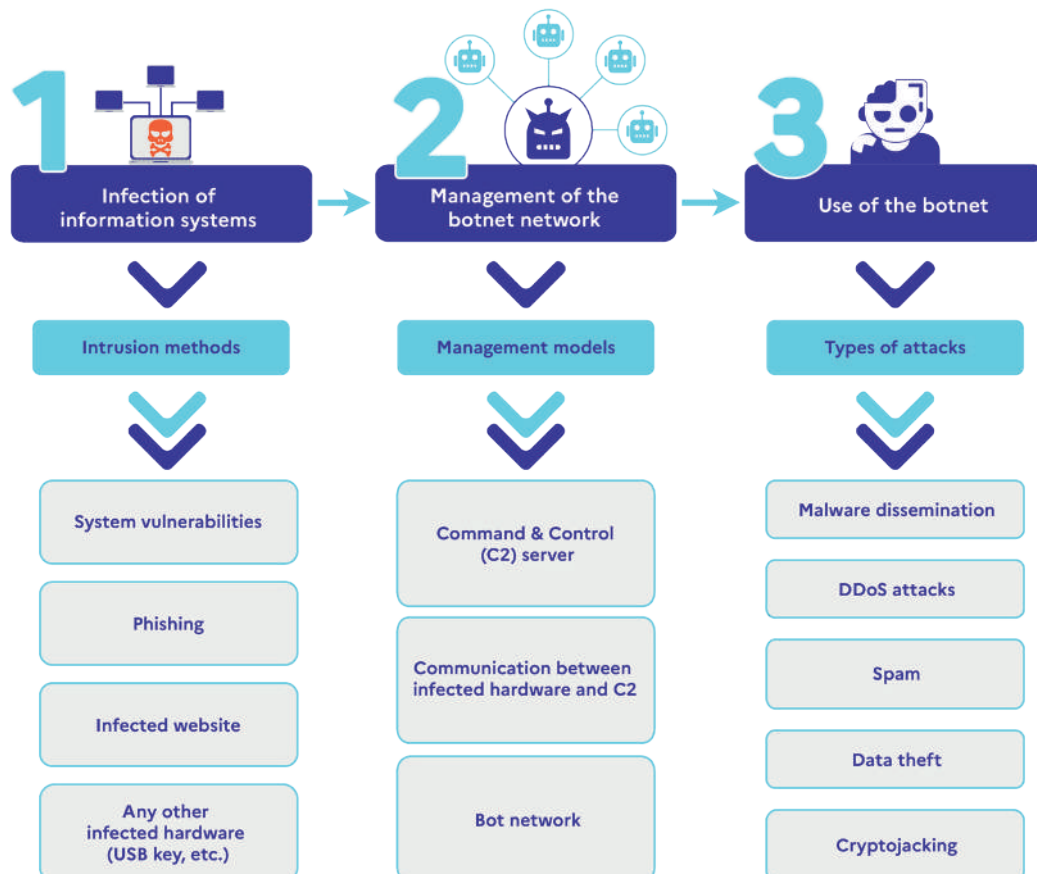 1
Infection of
information systems
2
Management of the
botnet network
3
Use of the botnet
Intrusion methods
Management models
Types of attacks
System vulnerabilities
Phishing
Infected website
Any other
infected hardware
(USB key, etc.)
Command & Control
(C2) server
Communication between
infected hardware and C2
Bot network
Malware dissemination
DDoS attacks
Spam
Data theft
Cryptojacking